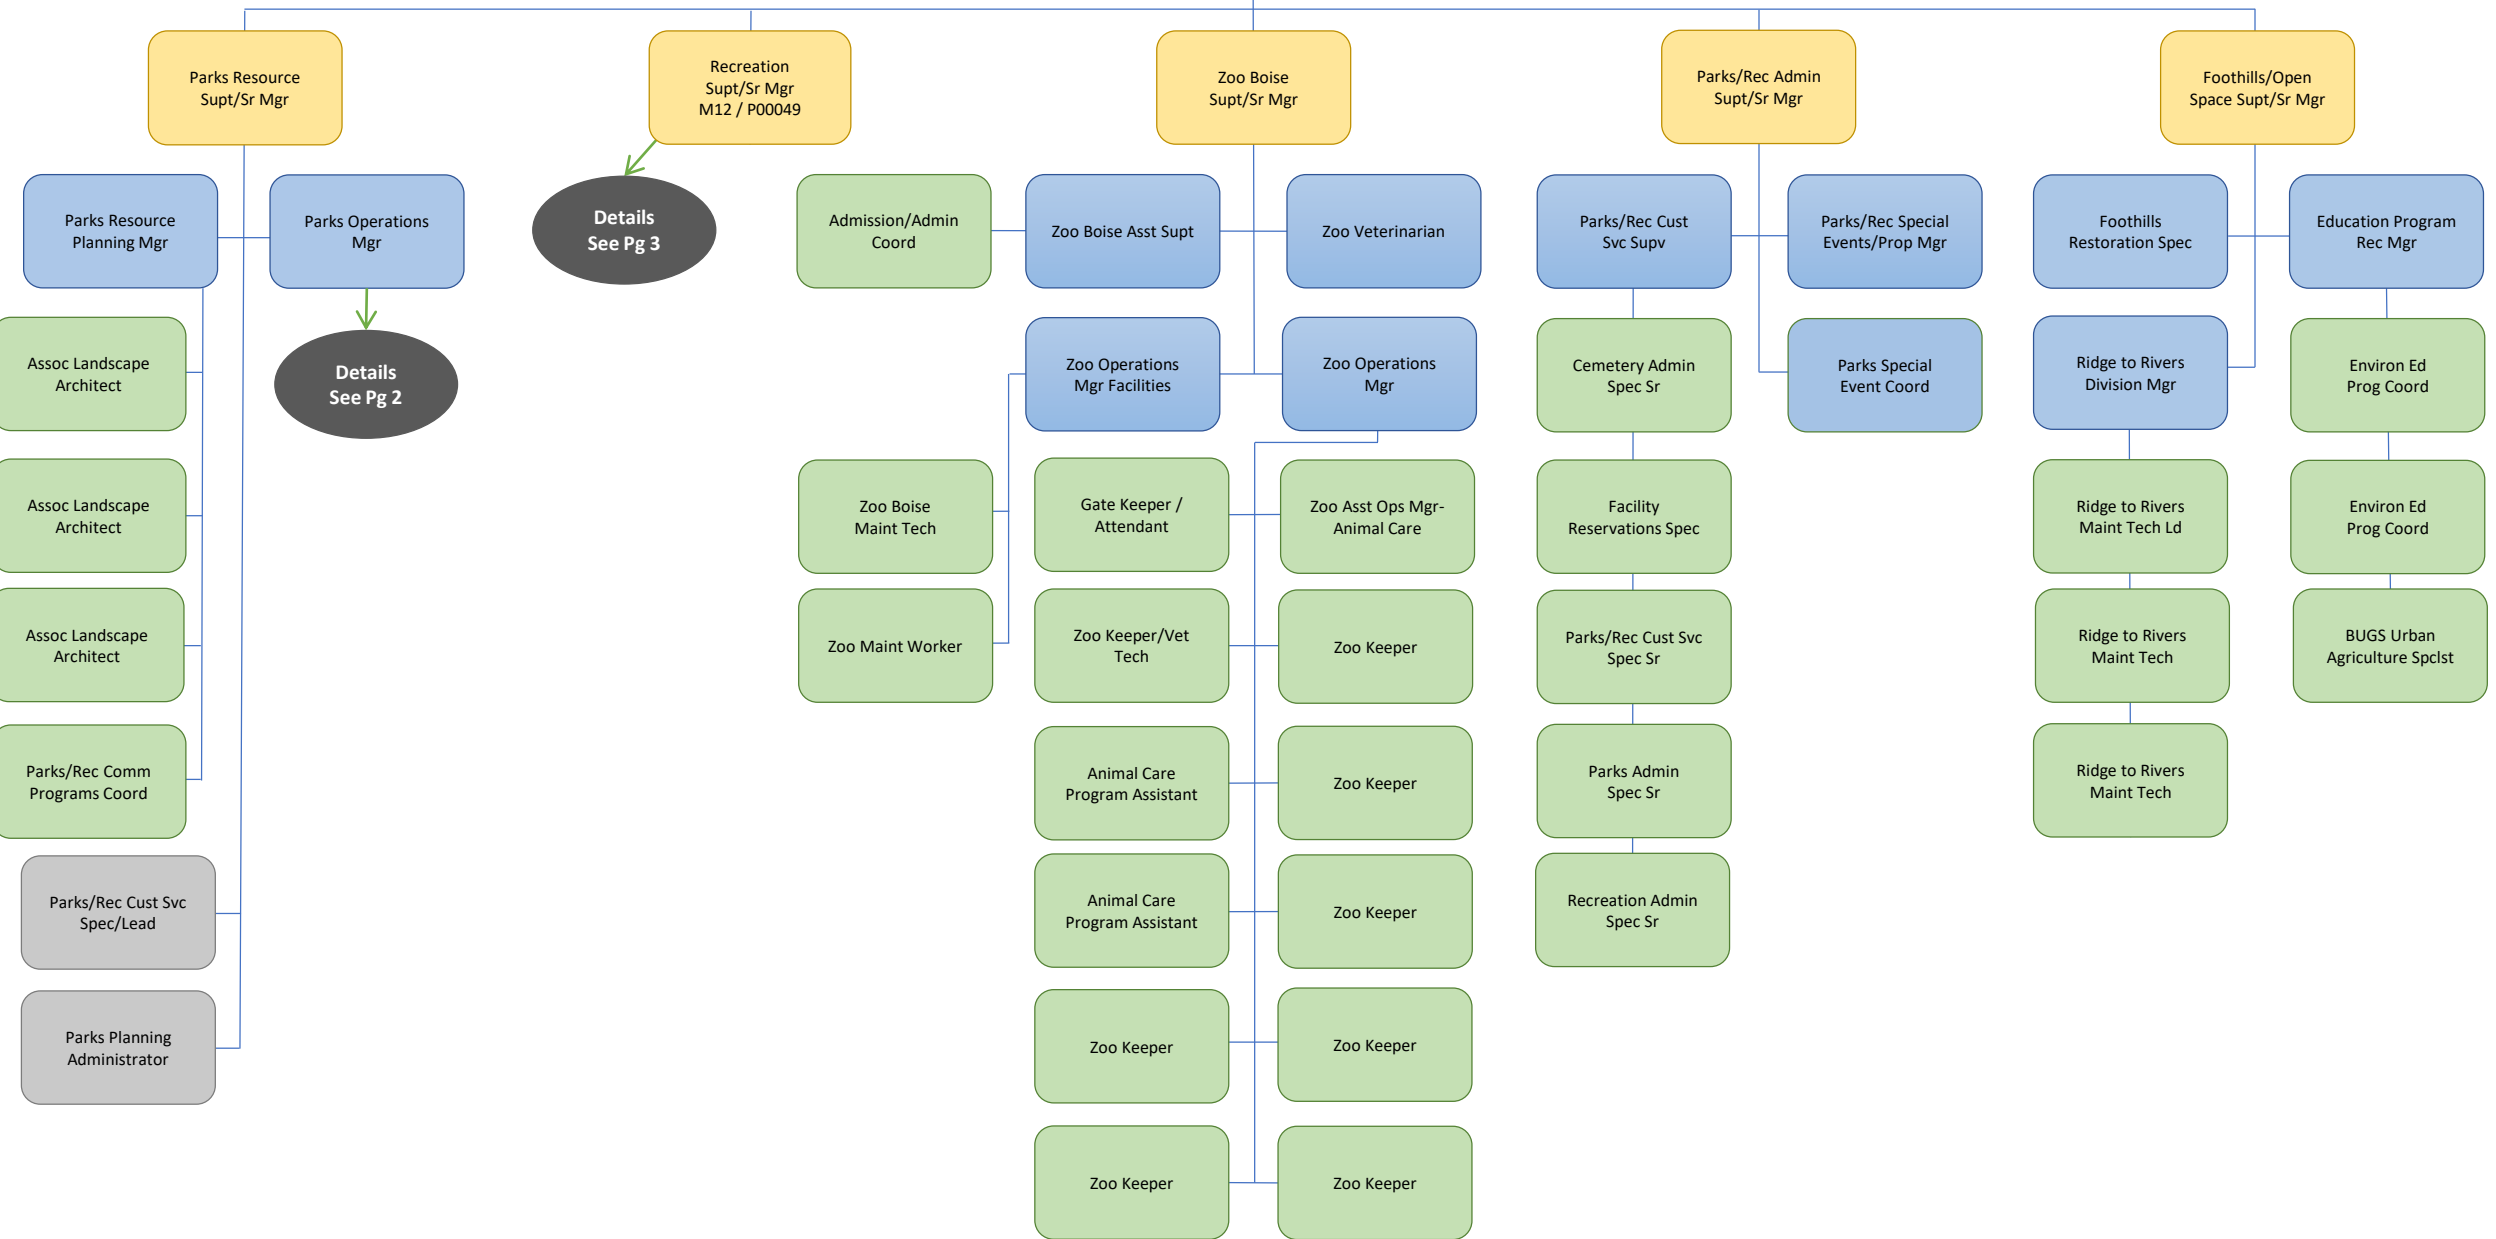 Parks Resource
Supt/Sr Mgr
Recreation
Supt/Sr Mgr
M12 / P00049
Zoo Boise
Supt/Sr Mgr
Parks/Rec Admin
Supt/Sr Mgr
Foothills/Open
Space Supt/Sr Mgr
Parks Resource
Planning Mgr
Parks Operations
Mgr
Details
See Pg 3
Admission/Admin
Coord
Zoo Boise Asst Supt
Zoo Veterinarian
Parks/Rec Cust
Svc Supv
Parks/Rec Special
Events/Prop Mgr
Foothills
Restoration Spec
Education Program
Rec Mgr
Assoc Landscape
Architect
Details
See Pg 2
Zoo Operations
Mgr Facilities
Zoo Operations
Mgr
Cemetery Admin
Spec Sr
Parks Special
Event Coord
Ridge to Rivers
Division Mgr
Environ Ed
Prog Coord
Assoc Landscape
Architect
Zoo Boise
Maint Tech
Gate Keeper /
Attendant
Zoo Asst Ops Mgr-
Animal Care
Facility
Reservations Spec
Ridge to Rivers
Maint Tech Ld
Environ Ed
Prog Coord
Assoc Landscape
Architect
Zoo Maint Worker
Zoo Keeper/Vet
Tech
Zoo Keeper
Parks/Rec Cust Svc
Spec Sr
Ridge to Rivers
Maint Tech
BUGS Urban
Agriculture Spclst
Parks/Rec Comm
Programs Coord
Animal Care
Program Assistant
Zoo Keeper
Parks Admin
Spec Sr
Ridge to Rivers
Maint Tech
Parks/Rec Cust Svc
Spec/Lead
Animal Care
Program Assistant
Zoo Keeper
Recreation Admin
Spec Sr
Parks Planning
Administrator
Zoo Keeper
Zoo Keeper
Zoo Keeper
Zoo Keeper